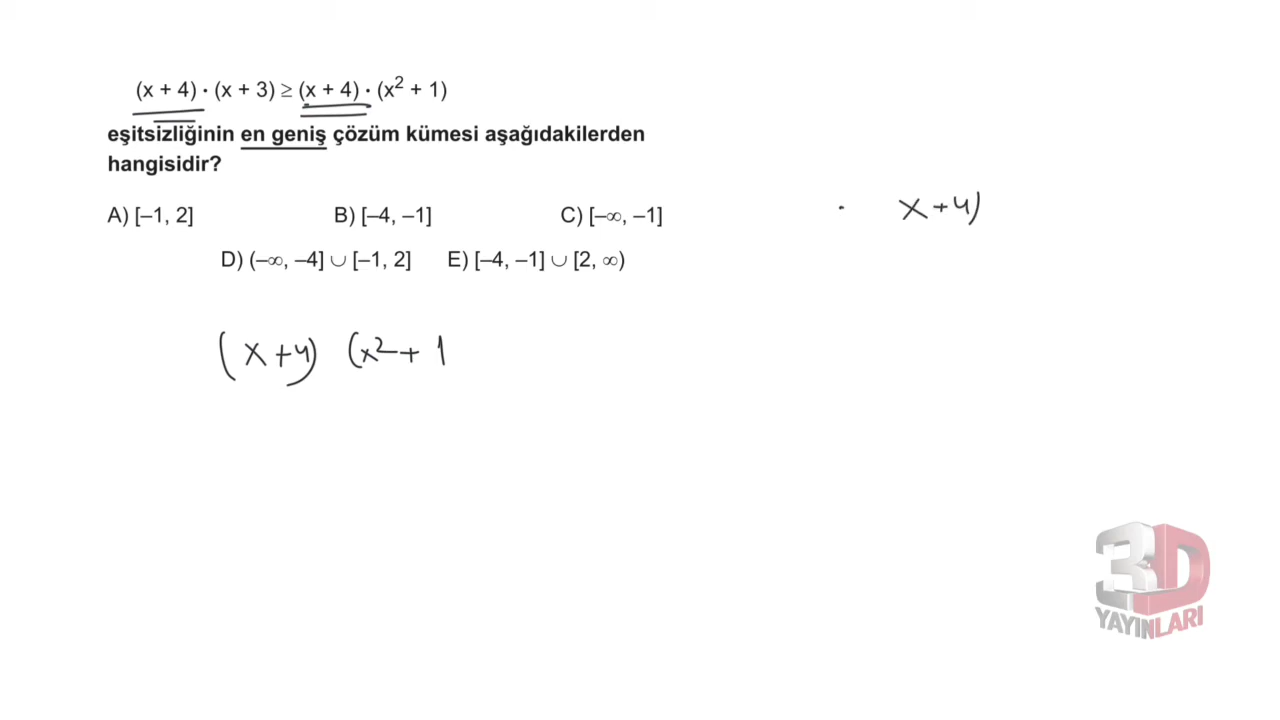 (x + 4) · (x + 3) ≥ (x + 4) · (x² + 1)
eşitsizliğinin en geniş çözüm kümesi aşağıdakilerden
hangisidir?
A) [–1, 2] B) [–4, –1] C) [–∞, –1]
D) (–∞, –4] ∪ [–1, 2] E) [–4, –1] ∪ [2, ∞)
· x+4)
(x+4) (x²+ 1
3D
YAYINLARI